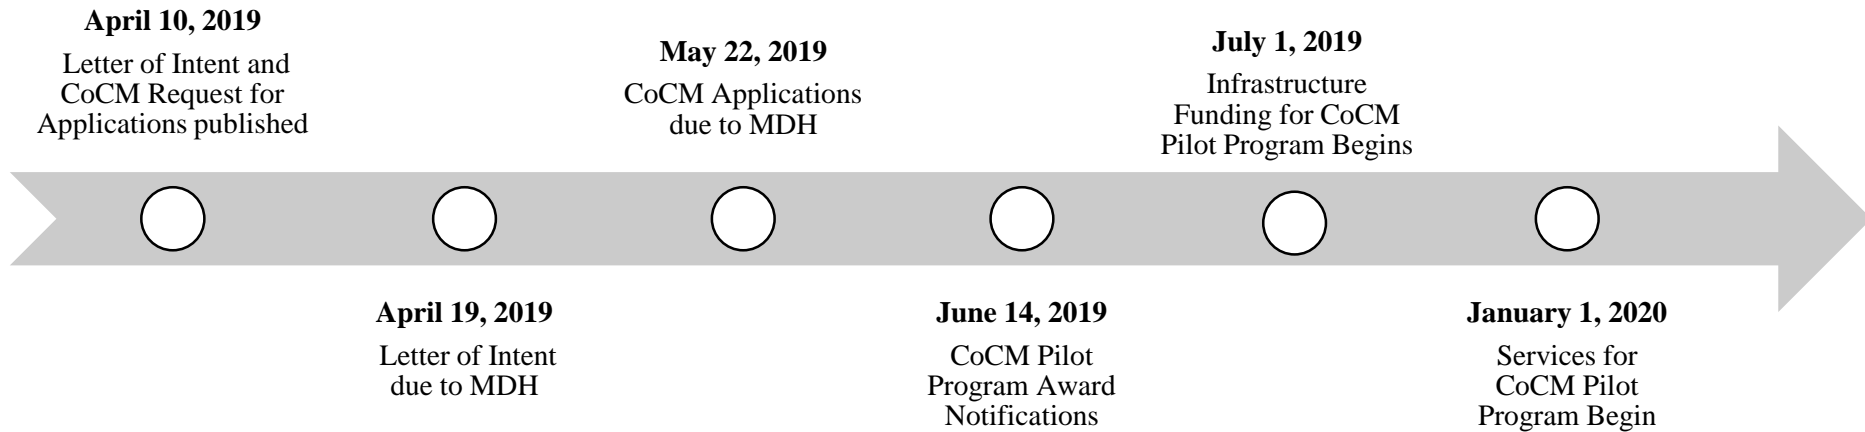 April 10, 2019
Letter of Intent and
CoCM Request for
Applications published
April 19, 2019
Letter of Intent
due to MDH
May 22, 2019
CoCM Applications
due to MDH
June 14, 2019
CoCM Pilot
Program Award
Notifications
July 1, 2019
Infrastructure
Funding for CoCM
Pilot Program Begins
January 1, 2020
Services for
CoCM Pilot
Program Begin